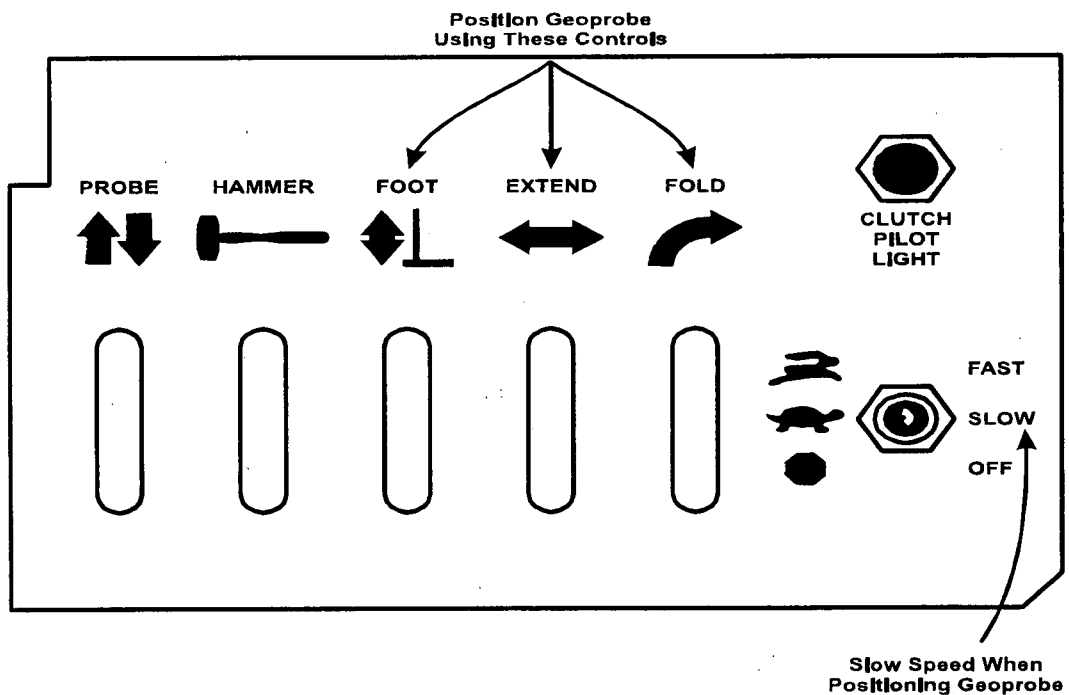 Position Geoprobe
Using These Controls
PROBE
HAMMER
FOOT
EXTEND
FOLD
CLUTCH
PILOT
LIGHT
FAST
SLOW
OFF
Slow Speed When
Positioning Geoprobe